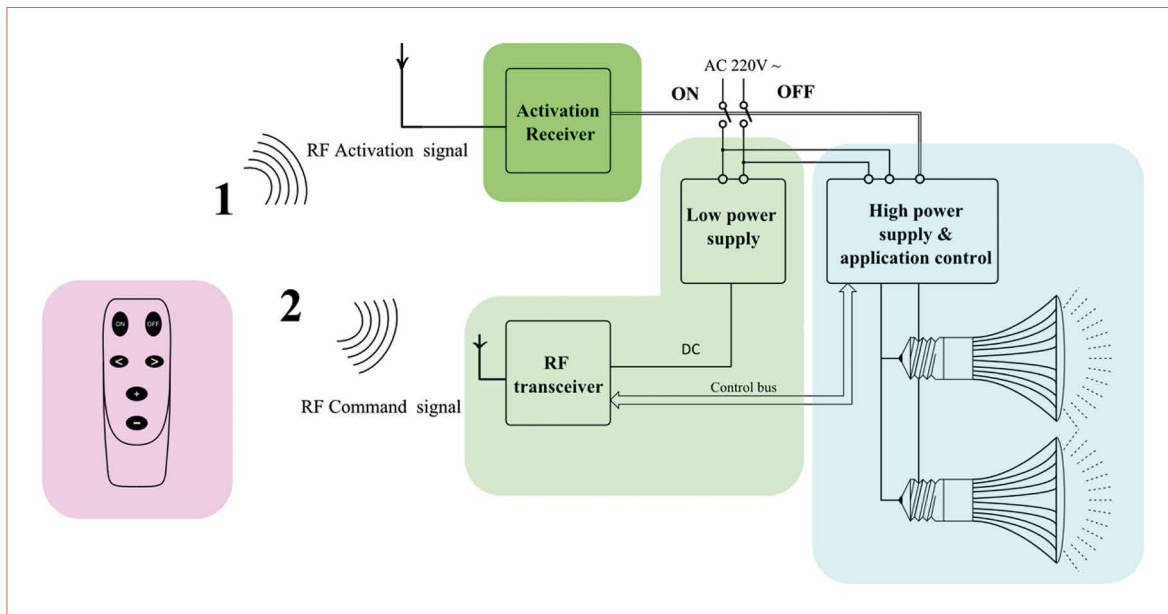 AC 220V ~
ON
OFF
Activation
Receiver
RF Activation signal
1
Low power
supply
High power
supply &
application control
2
ON
OFF
<
>
+
−
RF
transceiver
DC
Control bus
RF Command signal